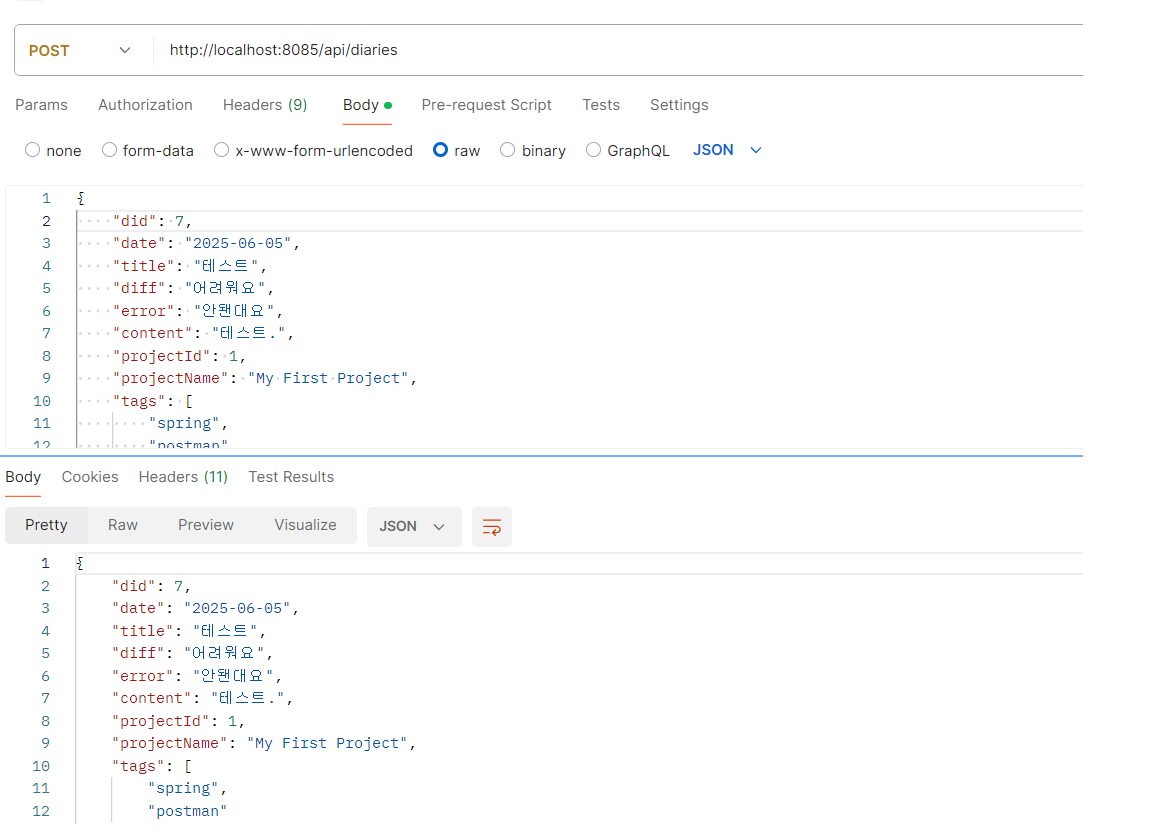 POST http://localhost:8085/api/diaries
Params Authorization Headers (9) Body Pre-request Script Tests Settings
none form-data x-www-form-urlencoded raw binary GraphQL JSON
1 {
2 "did": 7,
3 "date": "2025-06-05",
4 "title": "테스트",
5 "diff": "어려워요",
6 "error": "안됀대요",
7 "content": "테스트.",
8 "projectId": 1,
9 "projectName": "My First Project",
10 "tags": [
11 "spring",
12 "postman"
Body Cookies Headers (11) Test Results
Pretty Raw Preview Visualize JSON
1 {
2 "did": 7,
3 "date": "2025-06-05",
4 "title": "테스트",
5 "diff": "어려워요",
6 "error": "안됀대요",
7 "content": "테스트.",
8 "projectId": 1,
9 "projectName": "My First Project",
10 "tags": [
11 "spring",
12 "postman"